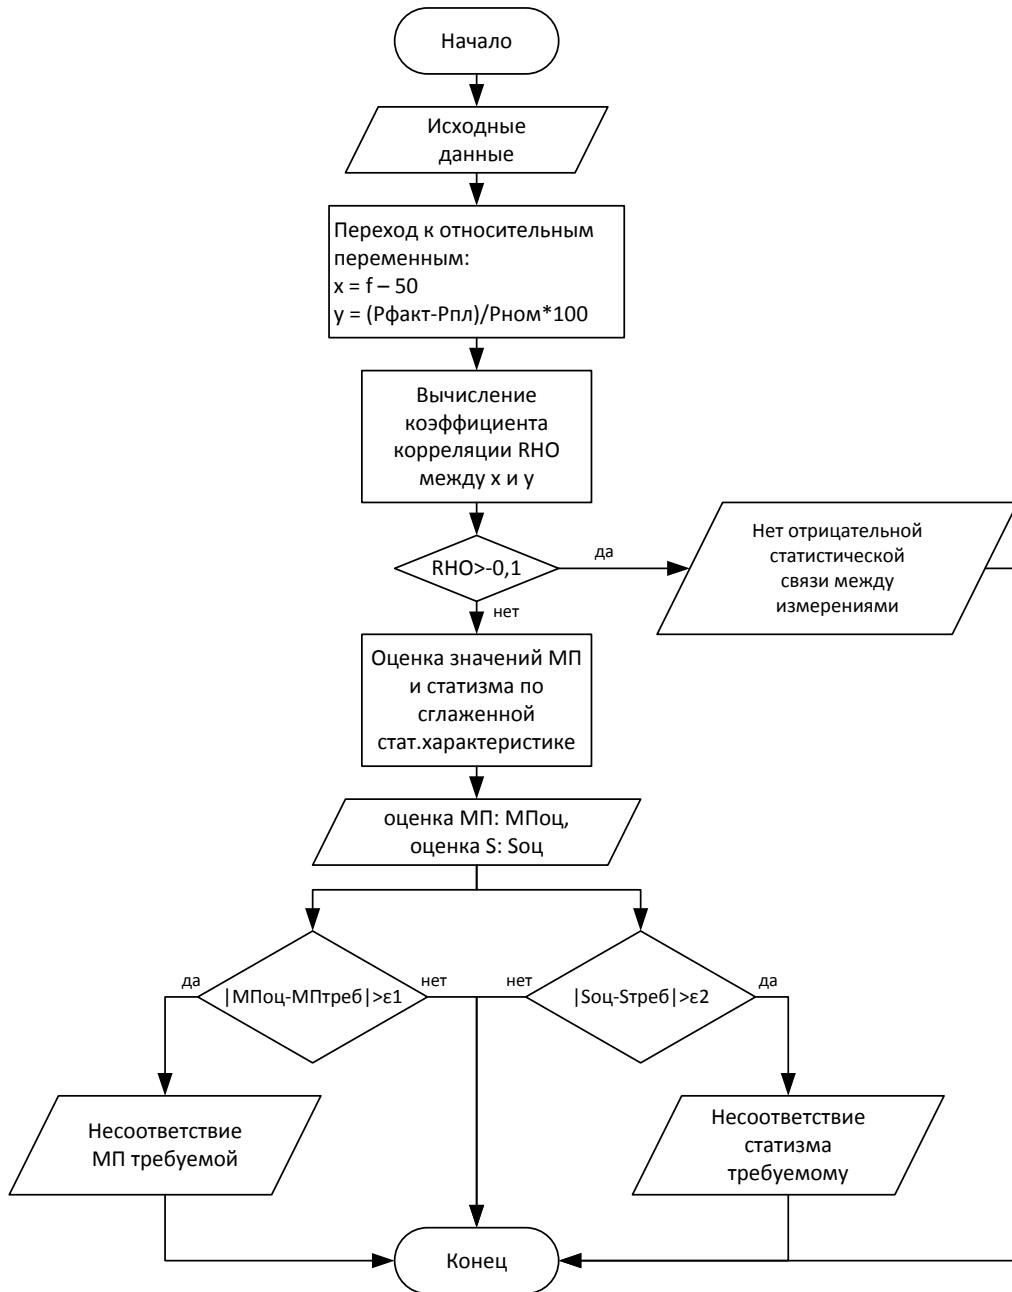 Начало
Исходные
данные
Переход к относительным
переменным:
x = f – 50
y = (Pфакт-Pпл)/Pном*100
Вычисление
коэффициента
корреляции RHO
между x и y
RHO>-0,1
да
Нет отрицательной
статистической
связи между
измерениями
нет
Оценка значений МП
и статизма по
сглаженной
стат.характеристике
оценка МП: МПоц,
оценка S: Sоц
да
|МПоц-МПтреб|>ε1
нет
нет
|Sоц-Sтреб|>ε2
да
Несоответствие
МП требуемой
Несоответствие
статизма
требуемому
Конец